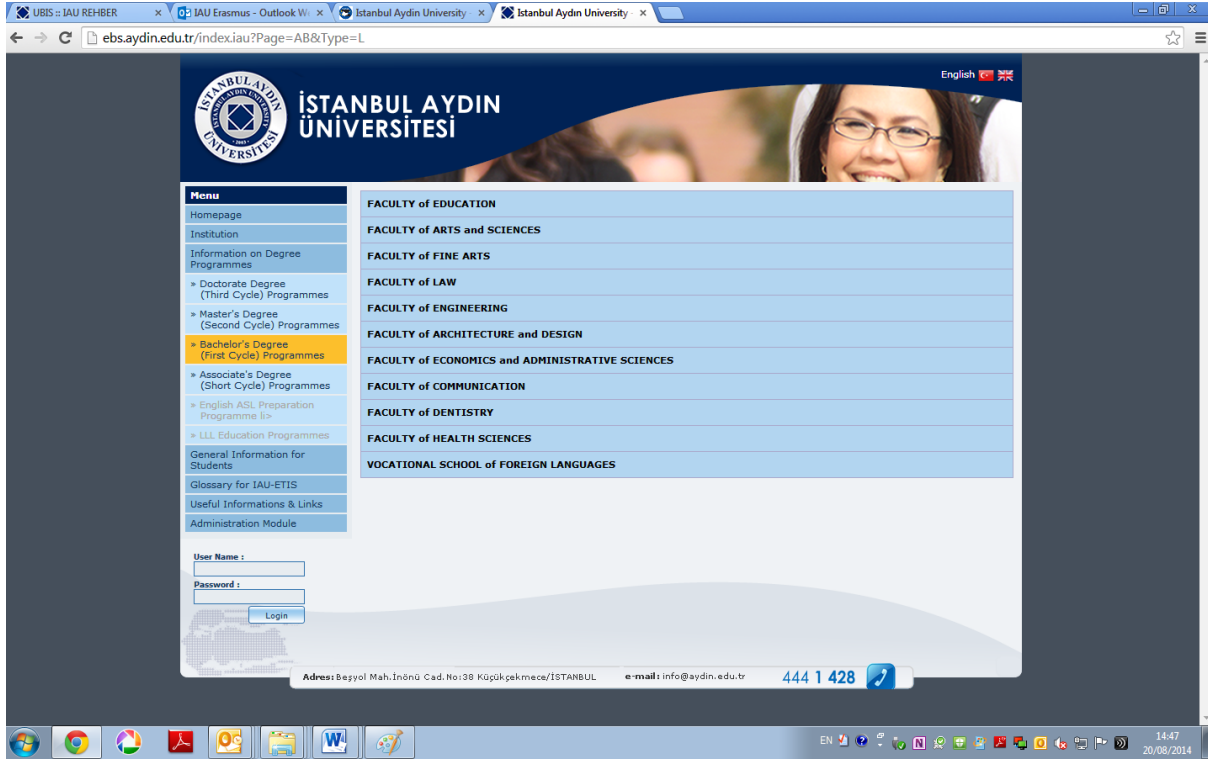 UBIS :: IAU REHBER
IAU Erasmus - Outlook W
Istanbul Aydin University
Istanbul Aydın University
ebs.aydin.edu.tr/index.iau?Page=AB&Type=L
English
İSTANBUL AYDIN ÜNİVERSİTESİ
İSTANBUL AYDIN
ÜNİVERSİTESİ
Menu
Homepage
Institution
Information on Degree
Programmes
» Doctorate Degree
(Third Cycle) Programmes
» Master's Degree
(Second Cycle) Programmes
» Bachelor's Degree
(First Cycle) Programmes
» Associate's Degree
(Short Cycle) Programmes
» English ASL Preparation
Programme li>
» LLL Education Programmes
General Information for
Students
Glossary for IAU-ETIS
Useful Informations & Links
Administration Module
User Name :
Password :
Login
FACULTY of EDUCATION
FACULTY of ARTS and SCIENCES
FACULTY of FINE ARTS
FACULTY of LAW
FACULTY of ENGINEERING
FACULTY of ARCHITECTURE and DESIGN
FACULTY of ECONOMICS and ADMINISTRATIVE SCIENCES
FACULTY of COMMUNICATION
FACULTY of DENTISTRY
FACULTY of HEALTH SCIENCES
VOCATIONAL SCHOOL of FOREIGN LANGUAGES
Adres: Beşyol Mah. İnönü Cad. No:38 Küçükçekmece/İSTANBUL e-mail: info@aydin.edu.tr 444 1 428
EN
14:47
20/08/2014